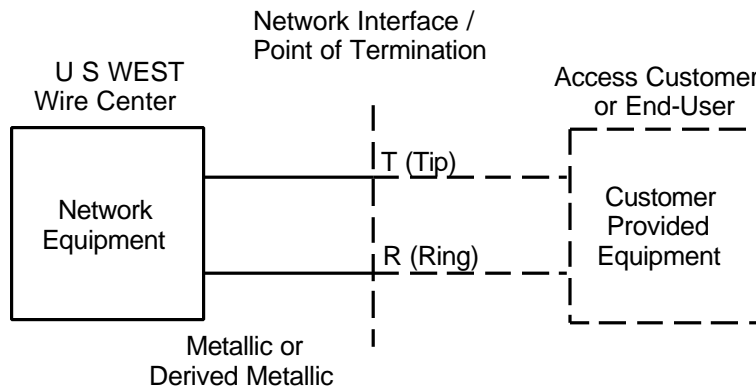 Network Interface /
Point of Termination
U S WEST
Wire Center
Access Customer
or End-User
T (Tip)
Network
Equipment
Customer
Provided
Equipment
R (Ring)
Metallic or
Derived Metallic